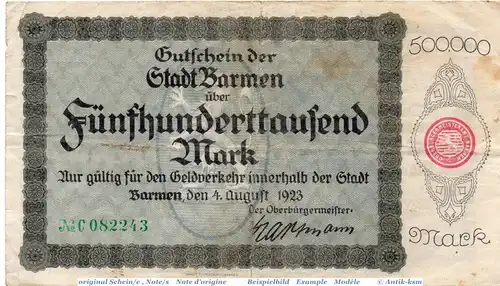 Gutschein der
Stadt Barmen
über
Fünfhunderttausend
Mark
Nur gültig für den Geldverkehr innerhalb der Stadt
Barmen, den 4. August 1923
Der Oberbürgermeister:
№ C 082243
500,000
Mark
original Schein/e , Note/s Note d'origine Beispielbild Example Modèle © Antik-ksm